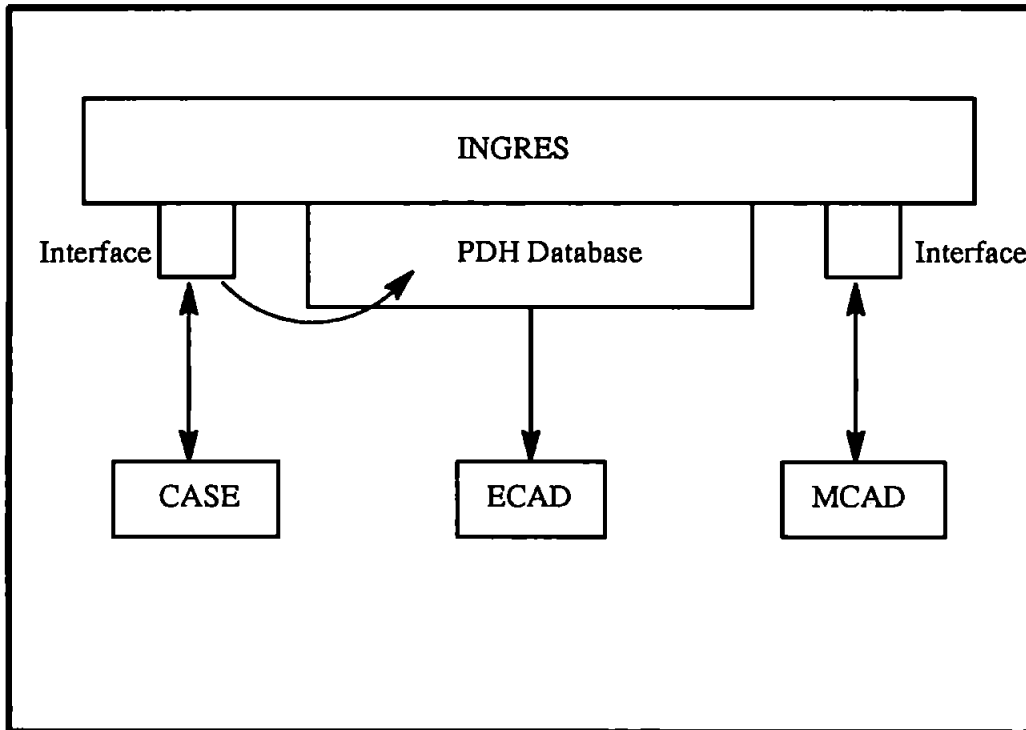 INGRES
Interface
PDH Database
Interface
CASE
ECAD
MCAD